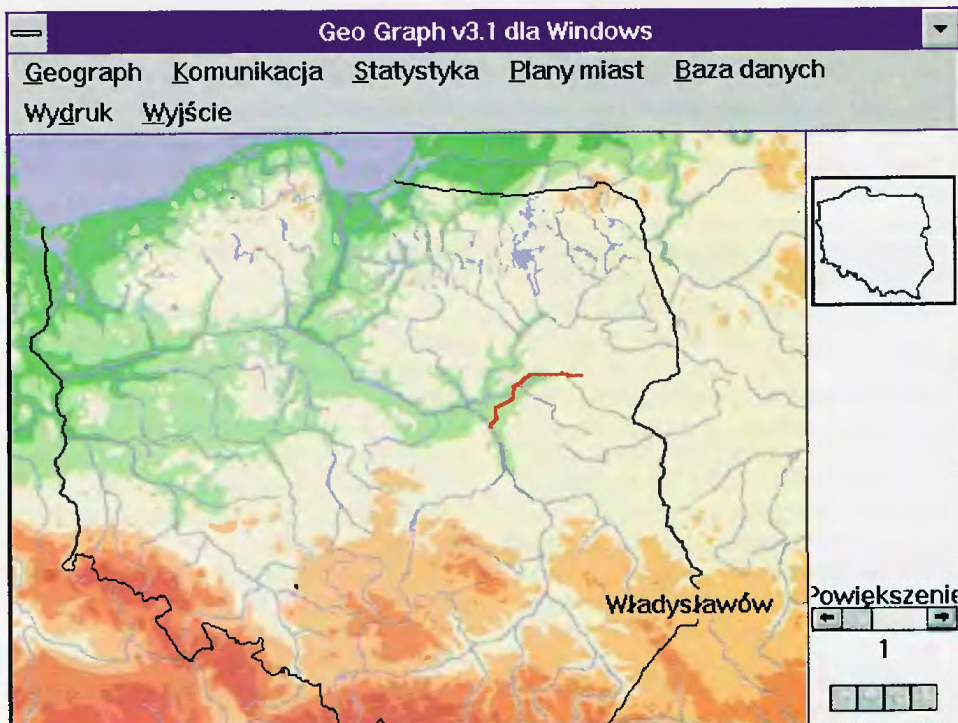 Geo Graph v3.1 dla Windows
Geograph Komunikacja Statystyka Plany miast Baza danych
Wydruk Wyjście
Władysławów
Powiększenie
1